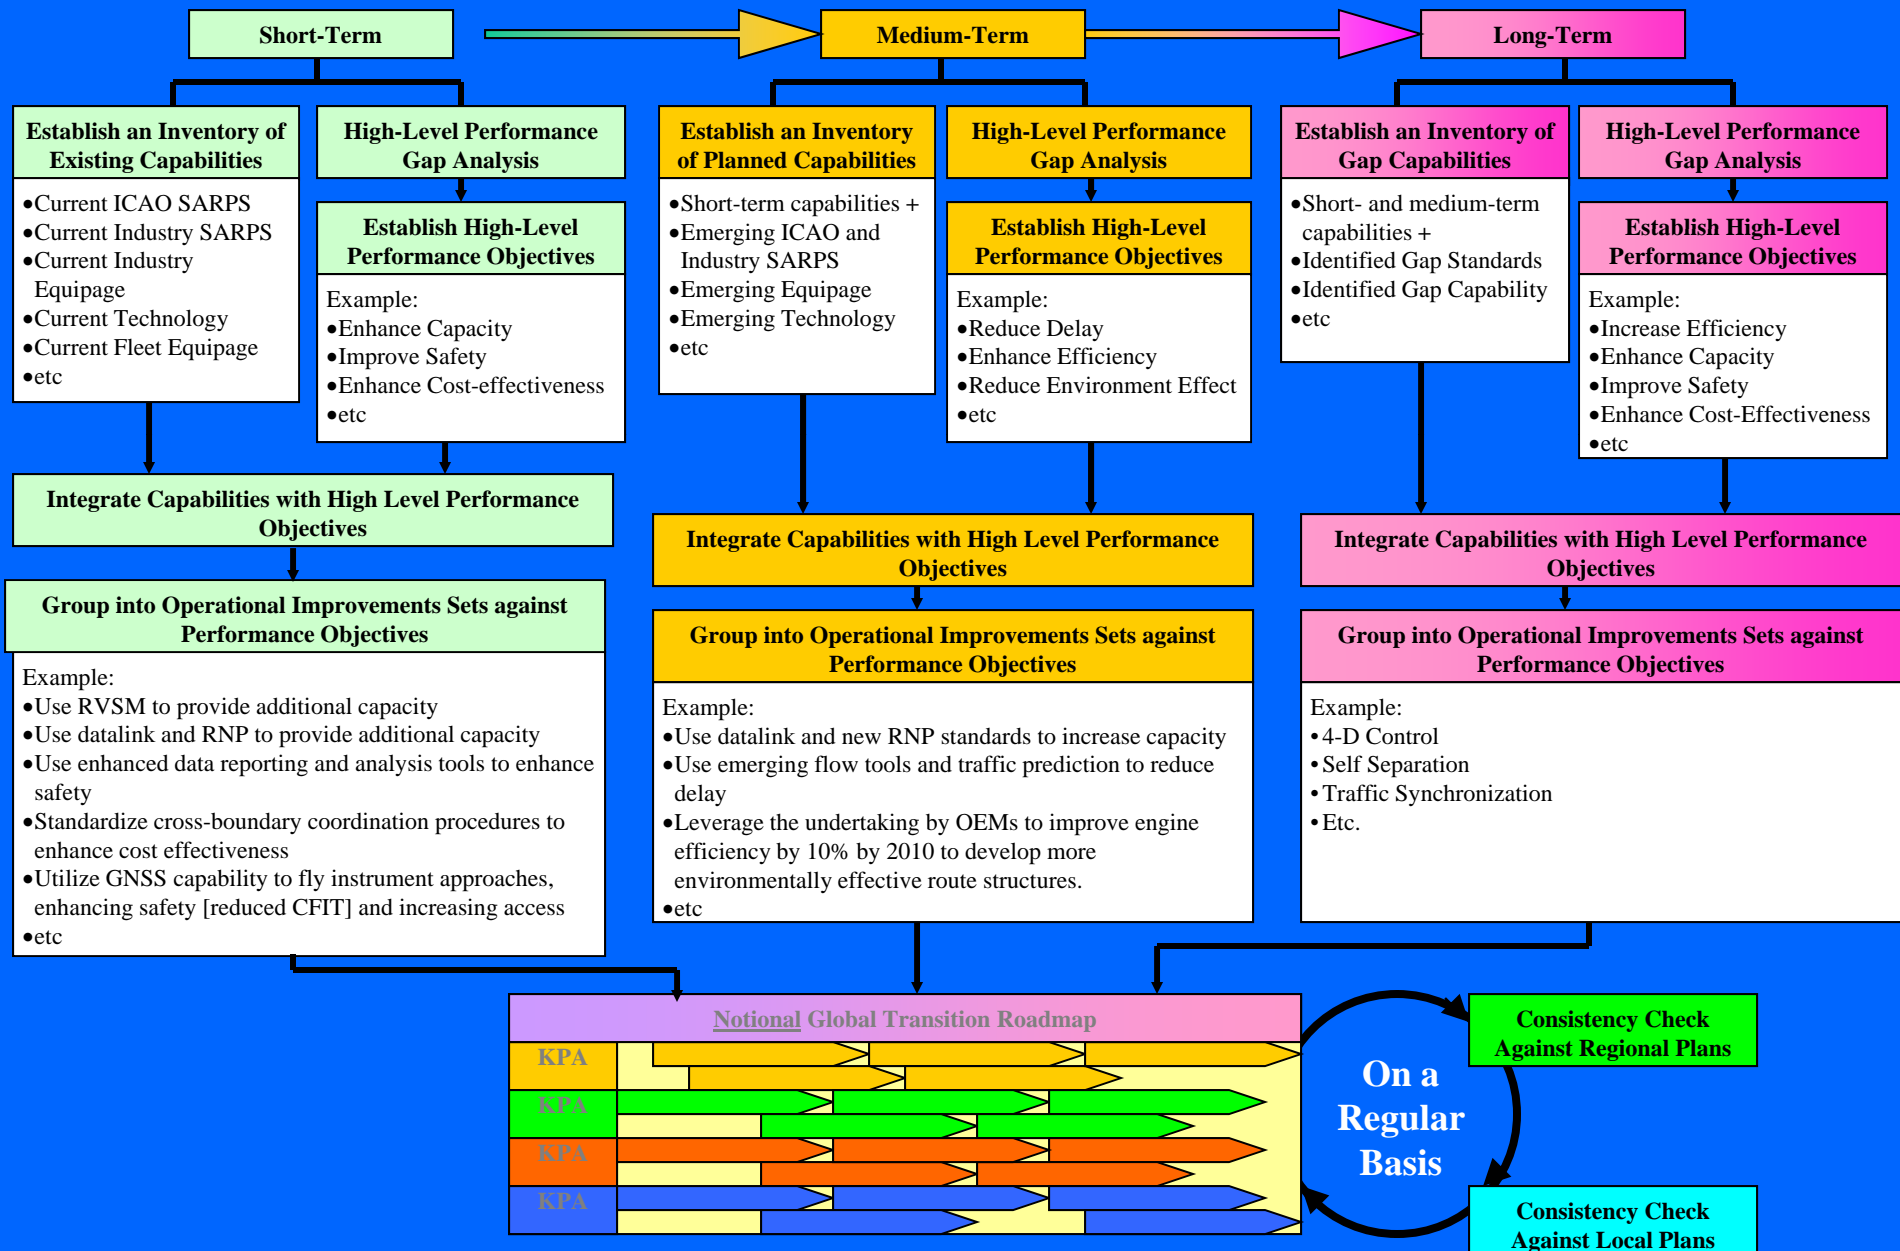 Short-Term
Medium-Term
Long-Term
Establish an Inventory of
Existing Capabilities
•Current ICAO SARPS
•Current Industry SARPS
•Current Industry
Equipage
•Current Technology
•Current Fleet Equipage
•etc
High-Level Performance
Gap Analysis
Establish High-Level
Performance Objectives
Example:
•Enhance Capacity
•Improve Safety
•Enhance Cost-effectiveness
•etc
Integrate Capabilities with High Level Performance
Objectives
Group into Operational Improvements Sets against
Performance Objectives
Example:
•Use RVSM to provide additional capacity
•Use datalink and RNP to provide additional capacity
•Use enhanced data reporting and analysis tools to enhance
safety
•Standardize cross-boundary coordination procedures to
enhance cost effectiveness
•Utilize GNSS capability to fly instrument approaches,
enhancing safety [reduced CFIT] and increasing access
•etc
Establish an Inventory
of Planned Capabilities
•Short-term capabilities +
•Emerging ICAO and
Industry SARPS
•Emerging Equipage
•Emerging Technology
•etc
High-Level Performance
Gap Analysis
Establish High-Level
Performance Objectives
Example:
•Reduce Delay
•Enhance Efficiency
•Reduce Environment Effect
•etc
Integrate Capabilities with High Level Performance
Objectives
Group into Operational Improvements Sets against
Performance Objectives
Example:
•Use datalink and new RNP standards to increase capacity
•Use emerging flow tools and traffic prediction to reduce
delay
•Leverage the undertaking by OEMs to improve engine
efficiency by 10% by 2010 to develop more
environmentally effective route structures.
•etc
Establish an Inventory of
Gap Capabilities
•Short- and medium-term
capabilities +
•Identified Gap Standards
•Identified Gap Capability
•etc
High-Level Performance
Gap Analysis
Establish High-Level
Performance Objectives
Example:
•Increase Efficiency
•Enhance Capacity
•Improve Safety
•Enhance Cost-Effectiveness
•etc
Integrate Capabilities with High Level Performance
Objectives
Group into Operational Improvements Sets against
Performance Objectives
Example:
• 4-D Control
• Self Separation
• Traffic Synchronization
• Etc.
Notional Global Transition Roadmap
KPA
KPA
KPA
KPA
On a
Regular
Basis
Consistency Check
Against Regional Plans
Consistency Check
Against Local Plans